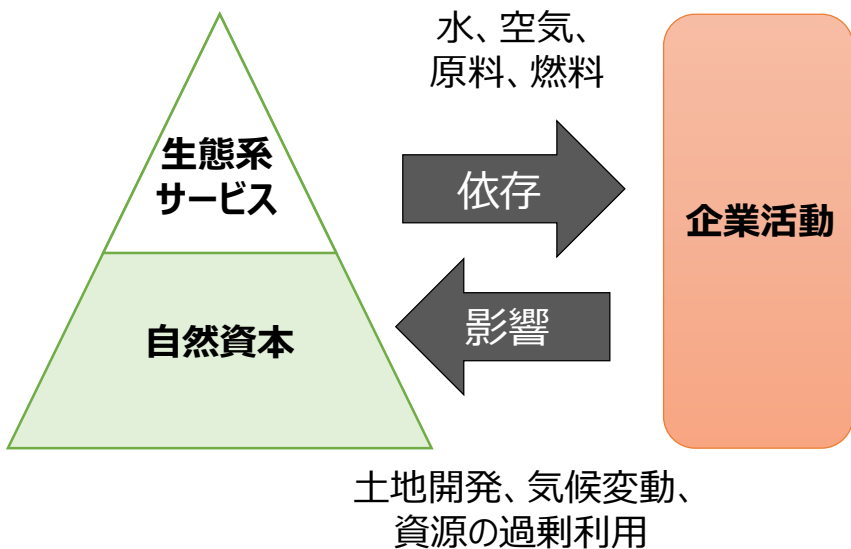 水、空気、
原料、燃料
生態系
サービス
依存
企業活動
影響
自然資本
土地開発、気候変動、
資源の過剰利用